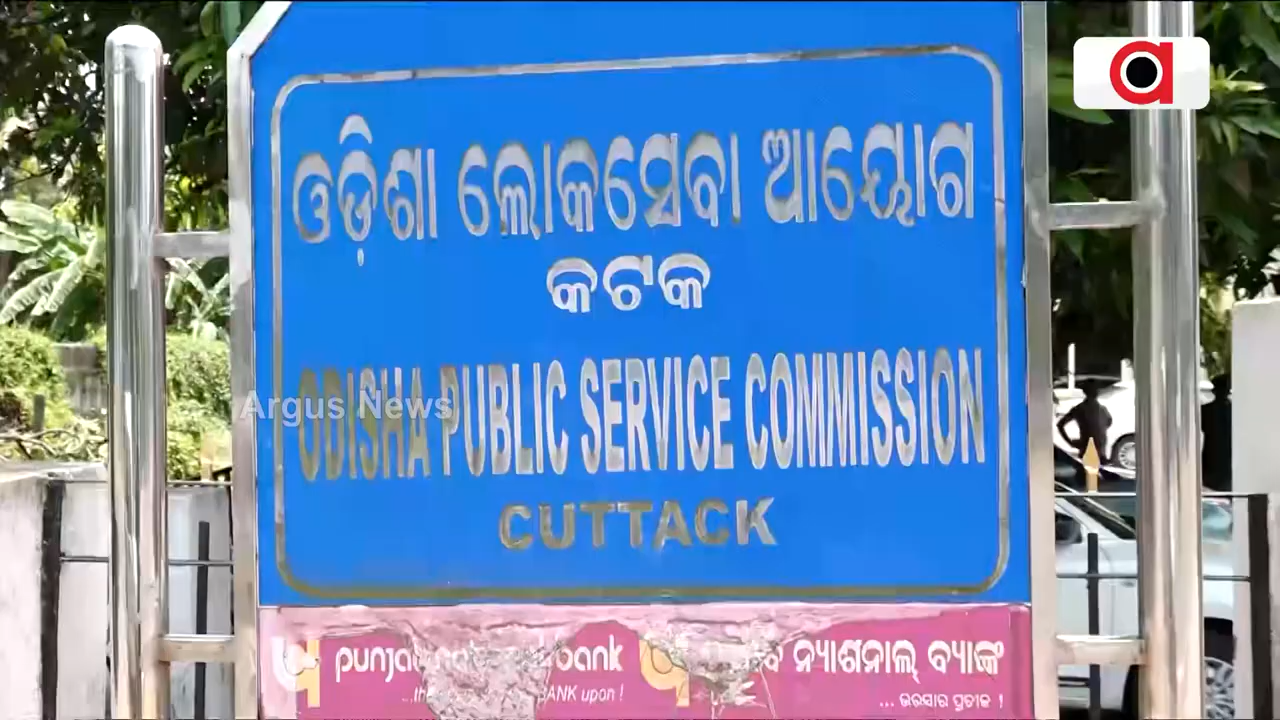 ଓଡ଼ିଶା ଲୋକସେବା ଆୟୋଗ
କଟକ
ODISHA PUBLIC SERVICE COMMISSION
Argus News
CUTTACK
bank ନ୍ୟାଶନାଲ୍ ବ୍ୟାଙ୍କ
BANK upon ! ... ଭରସାର ପ୍ରତୀକ !